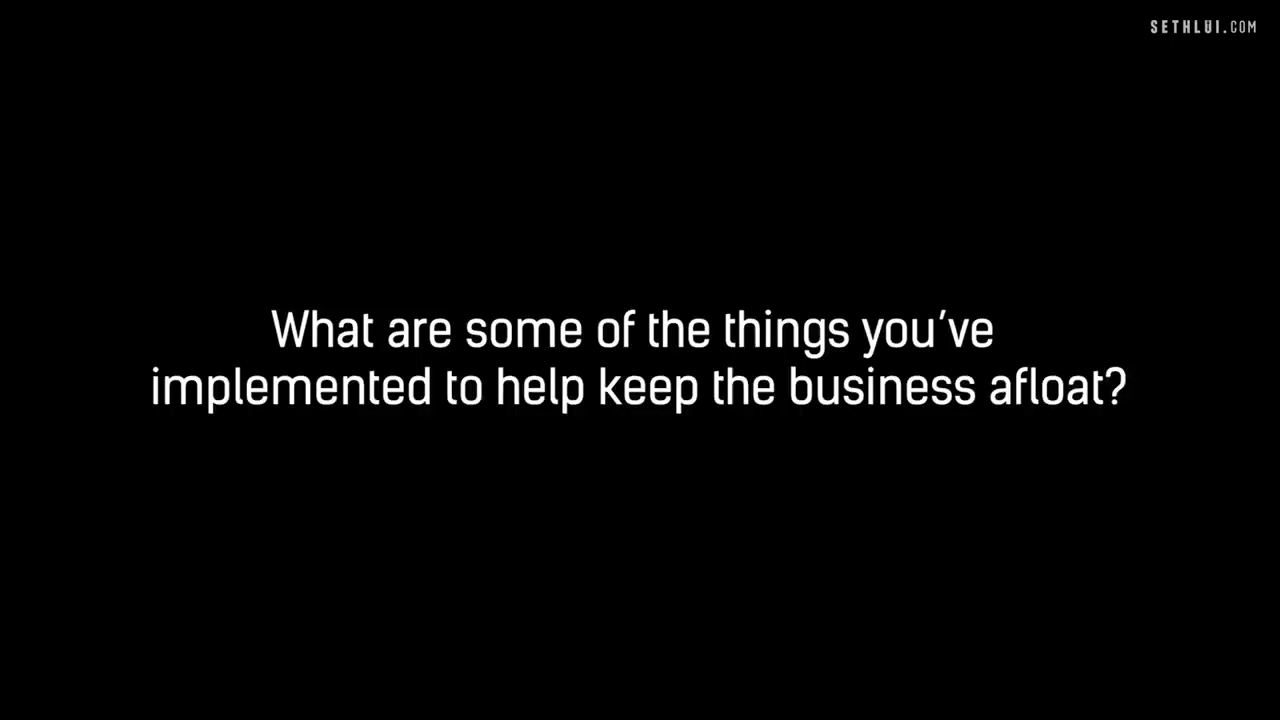 SETHLUI.COM
What are some of the things you've
implemented to help keep the business afloat?